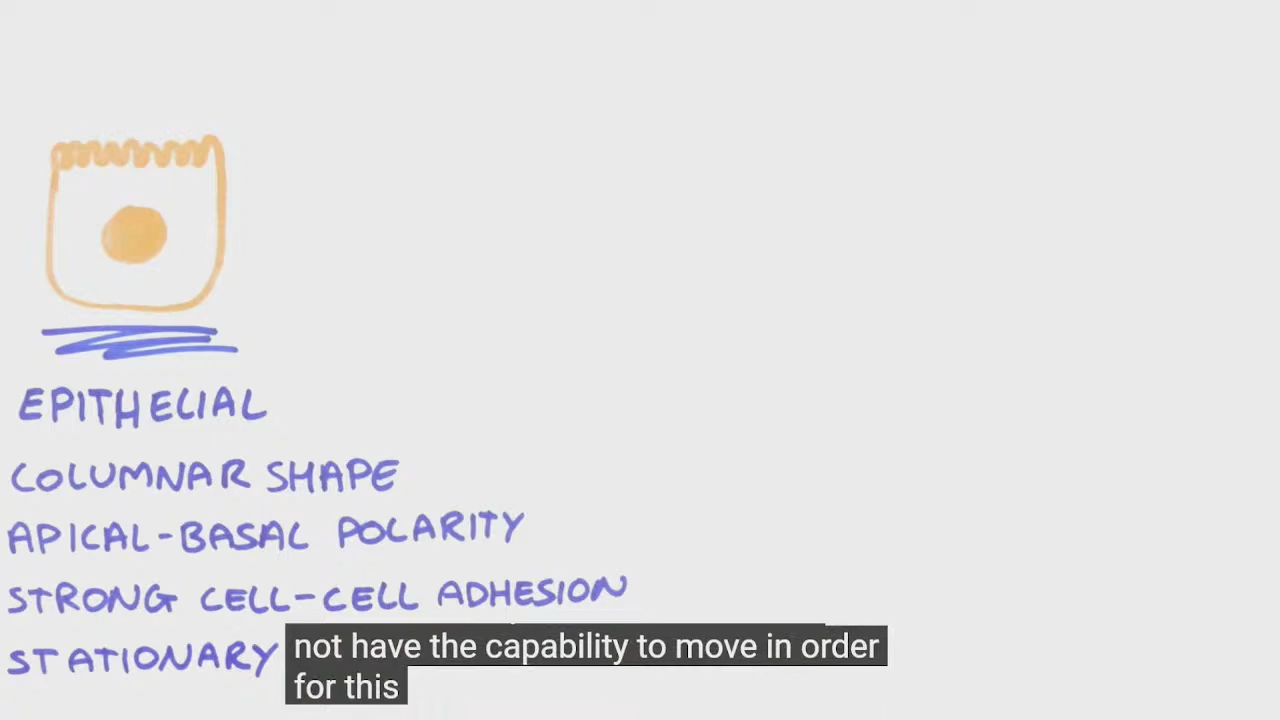 EPITHELIAL
COLUMNAR SHAPE
APICAL-BASAL POLARITY
STRONG CELL-CELL ADHESION
STATIONARY
not have the capability to move in order
for this